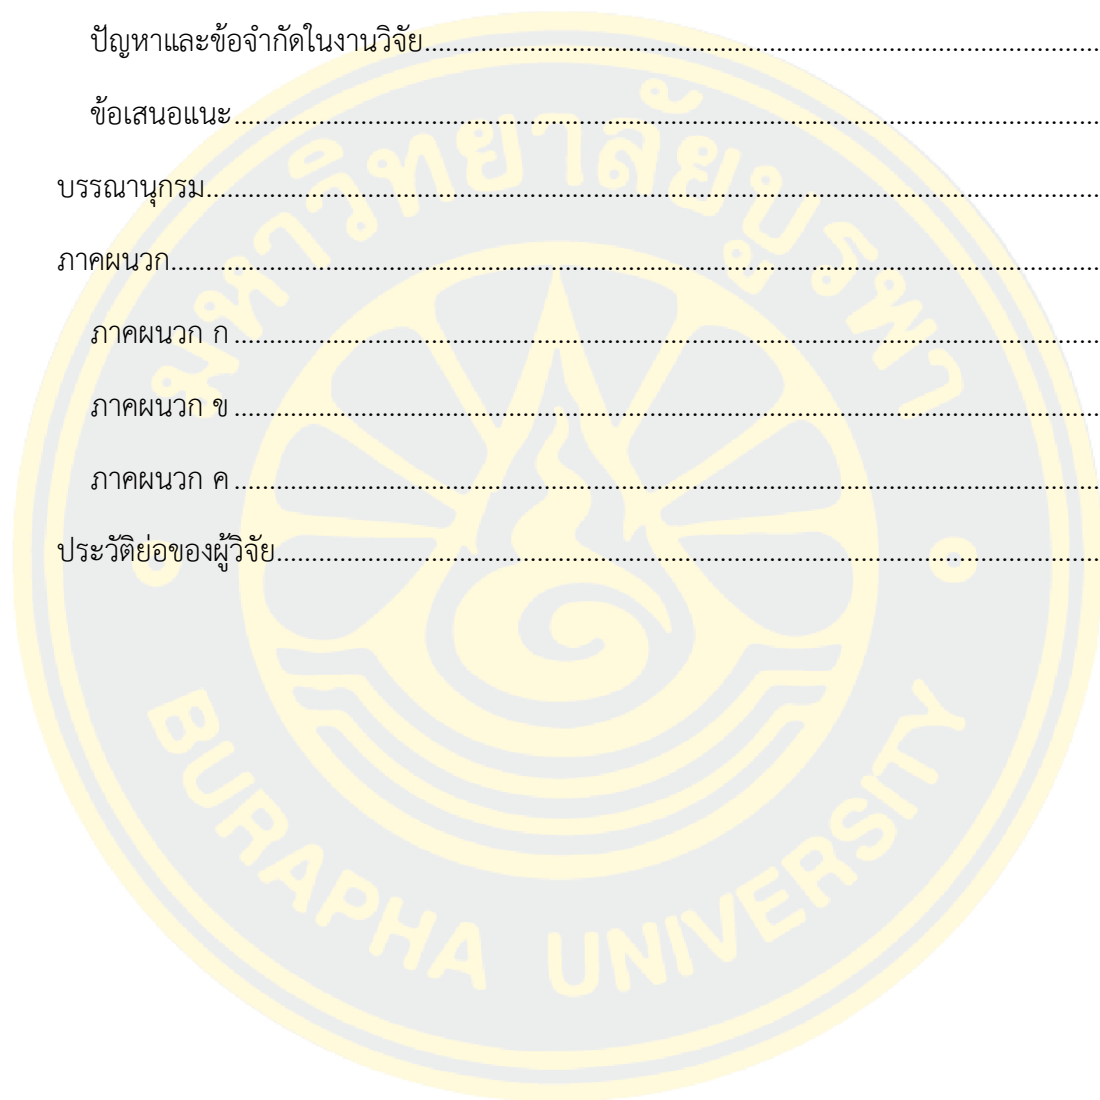 ปัญหาและข้อจำกัดในงานวิจัย
ข้อเสนอแนะ
บรรณานุกรม
ภาคผนวก
ภาคผนวก ก
ภาคผนวก ข
ภาคผนวก ค
ประวัติย่อของผู้วิจัย
มหาวิทยาลัยบูรพา
BURAPHA UNIVERSITY